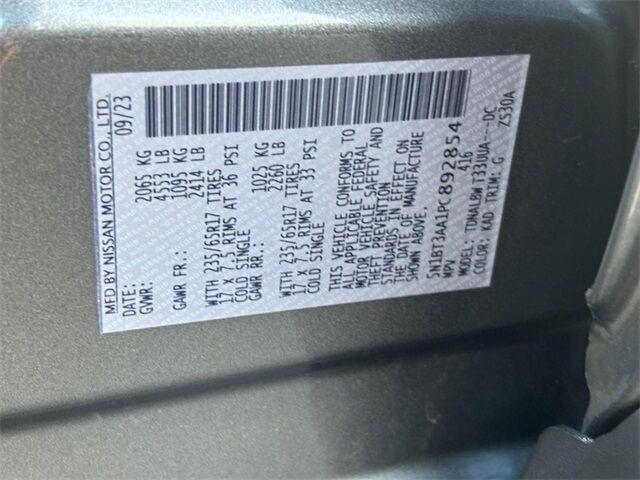 MFD BY NISSAN MOTOR CO., LTD.
DATE: 09/23
GVWR: 2065 KG
4553 LB
GAWR FR.: 1095 KG
2414 LB
WITH 235/65R17 TIRES
17 X 7.5 RIMS AT 36 PSI
COLD SINGLE
GAWR RR.: 1025 KG
2260 LB
WITH 235/65R17 TIRES
17 X 7.5 RIMS AT 33 PSI
COLD SINGLE
THIS VEHICLE CONFORMS TO
ALL APPLICABLE FEDERAL
MOTOR VEHICLE SAFETY AND
THEFT PREVENTION
STANDARDS IN EFFECT ON
THE DATE OF MANUFACTURE
SHOWN ABOVE.
5N1BT3AA1PC892854
MPV 416
MODEL: TDNALBW T33UUA---DC
COLOR: KAD TRIM: G ZS30A